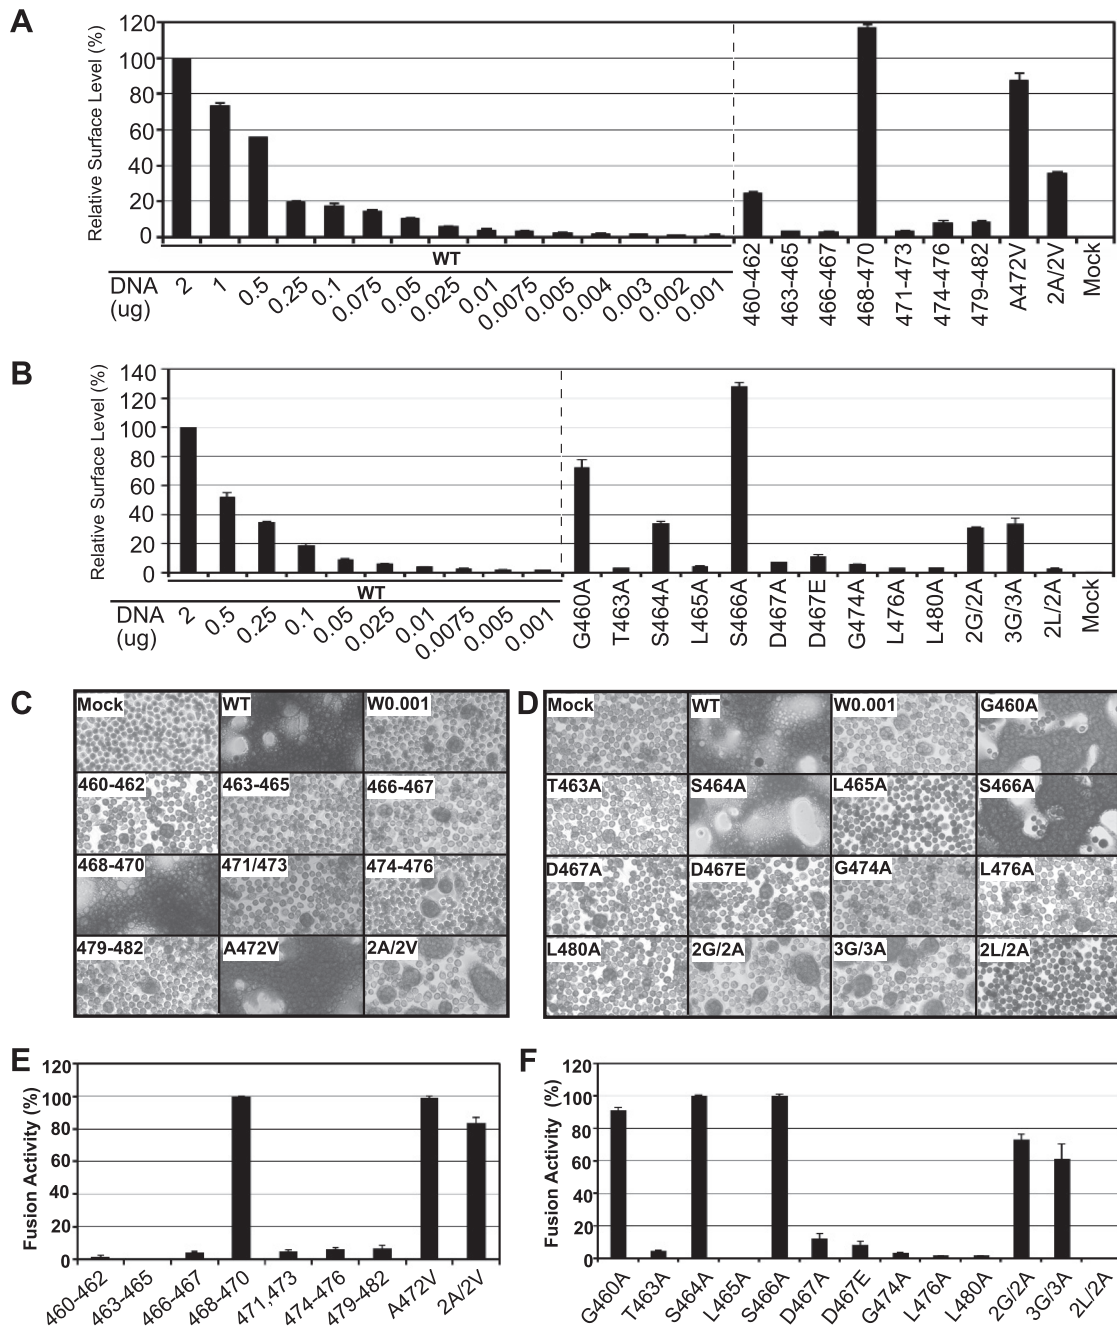 A
Relative Surface Level (%)
120
100
80
60
40
20
0
WT
DNA
(ug)
2
1
0.5
0.25
0.1
0.075
0.05
0.025
0.01
0.0075
0.005
0.004
0.003
0.002
0.001
460-462
463-465
466-467
468-470
471-473
474-476
479-482
A472V
2A/2V
Mock
B
Relative Surface Level (%)
140
120
100
80
60
40
20
0
WT
DNA
(ug)
2
0.5
0.25
0.1
0.05
0.025
0.01
0.0075
0.005
0.001
G460A
T463A
S464A
L465A
S466A
D467A
D467E
G474A
L476A
L480A
2G/2A
3G/3A
2L/2A
Mock
C
Mock
WT
W0.001
460-462
463-465
466-467
468-470
471/473
474-476
479-482
A472V
2A/2V
D
Mock
WT
W0.001
G460A
T463A
S464A
L465A
S466A
D467A
D467E
G474A
L476A
L480A
2G/2A
3G/3A
2L/2A
E
Fusion Activity (%)
120
100
80
60
40
20
0
460-462
463-465
466-467
468-470
471,473
474-476
479-482
A472V
2A/2V
F
Fusion Activity (%)
120
100
80
60
40
20
0
G460A
T463A
S464A
L465A
S466A
D467A
D467E
G474A
L476A
L480A
2G/2A
3G/3A
2L/2A